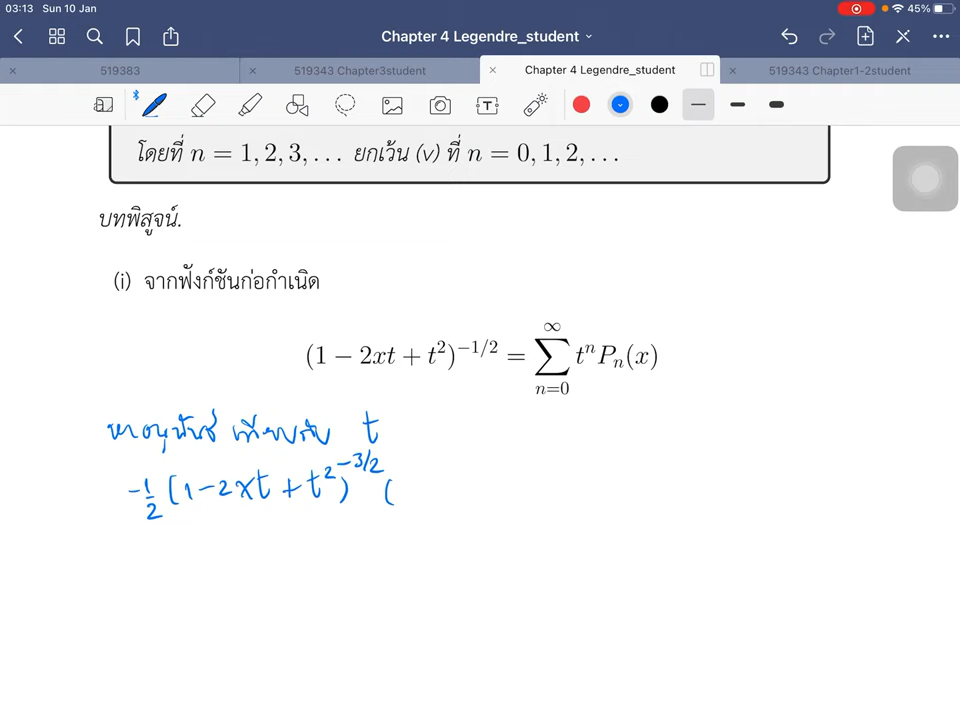 03:13 Sun 10 Jan 45%
Chapter 4 Legendre_student
519383 519343 Chapter3student Chapter 4 Legendre_student 519343 Chapter1-2student
โดยที่ n = 1, 2, 3, . . . ยกเว้น (v) ที่ n = 0, 1, 2, . . .
บทพิสูจน์.
(i) จากฟังก์ชันก่อกำเนิด
(1 − 2xt + t²)^{−1/2} = ∑_{n=0}^{∞} tⁿPₙ(x)
หาอนุพันธ์ เทียบกับ t
−1/2 (1−2xt + t²)^{−3/2} (